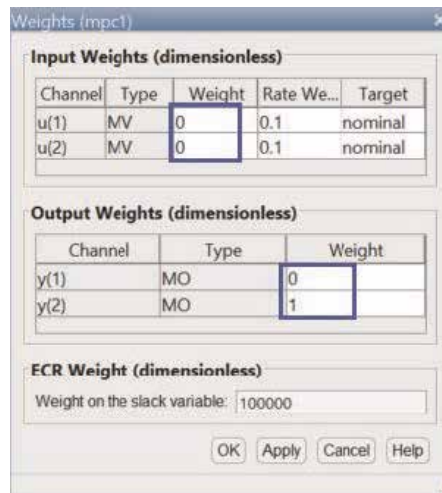 Weights (mpc1)
Input Weights (dimensionless)
Channel Type Weight Rate We... Target
u(1) MV 0 0.1 nominal
u(2) MV 0 0.1 nominal
Output Weights (dimensionless)
Channel Type Weight
y(1) MO 0
y(2) MO 1
ECR Weight (dimensionless)
Weight on the slack variable: 100000
OK Apply Cancel Help